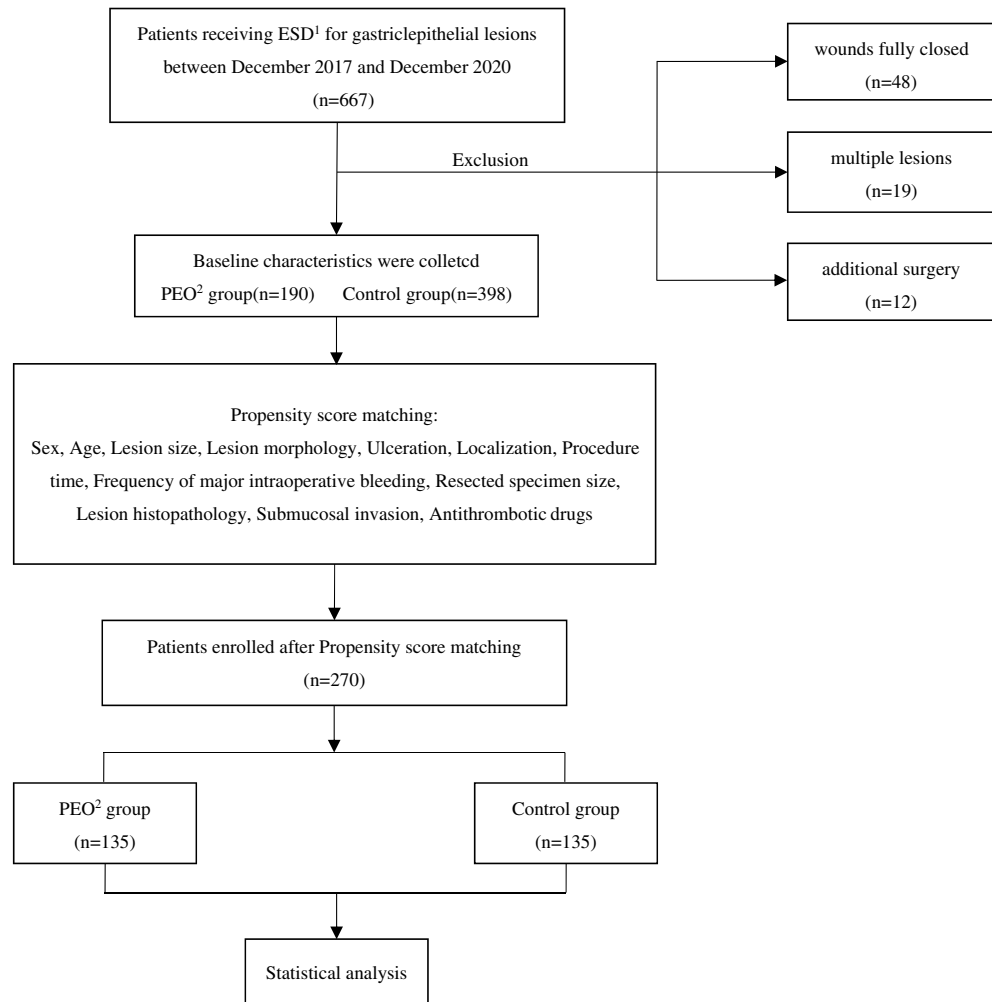 Patients receiving ESD¹ for gastriclepithelial lesions
between December 2017 and December 2020
(n=667)
wounds fully closed
(n=48)
Exclusion
multiple lesions
(n=19)
additional surgery
(n=12)
Baseline characteristics were colletcd
PEO² group(n=190) Control group(n=398)
Propensity score matching:
Sex, Age, Lesion size, Lesion morphology, Ulceration, Localization, Procedure
time, Frequency of major intraoperative bleeding, Resected specimen size,
Lesion histopathology, Submucosal invasion, Antithrombotic drugs
Patients enrolled after Propensity score matching
(n=270)
PEO² group
(n=135)
Control group
(n=135)
Statistical analysis